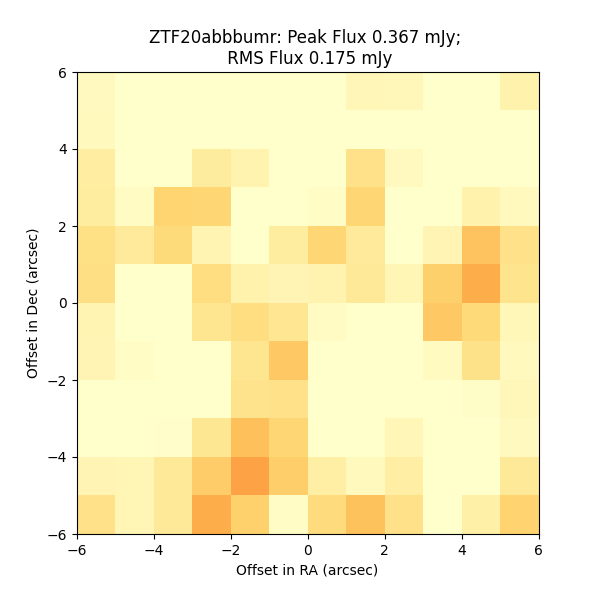 ZTF20abbbumr: Peak Flux 0.367 mJy;
RMS Flux 0.175 mJy
6
4
2
0
−2
−4
−6
Offset in Dec (arcsec)
−6 −4 −2 0 2 4 6
Offset in RA (arcsec)